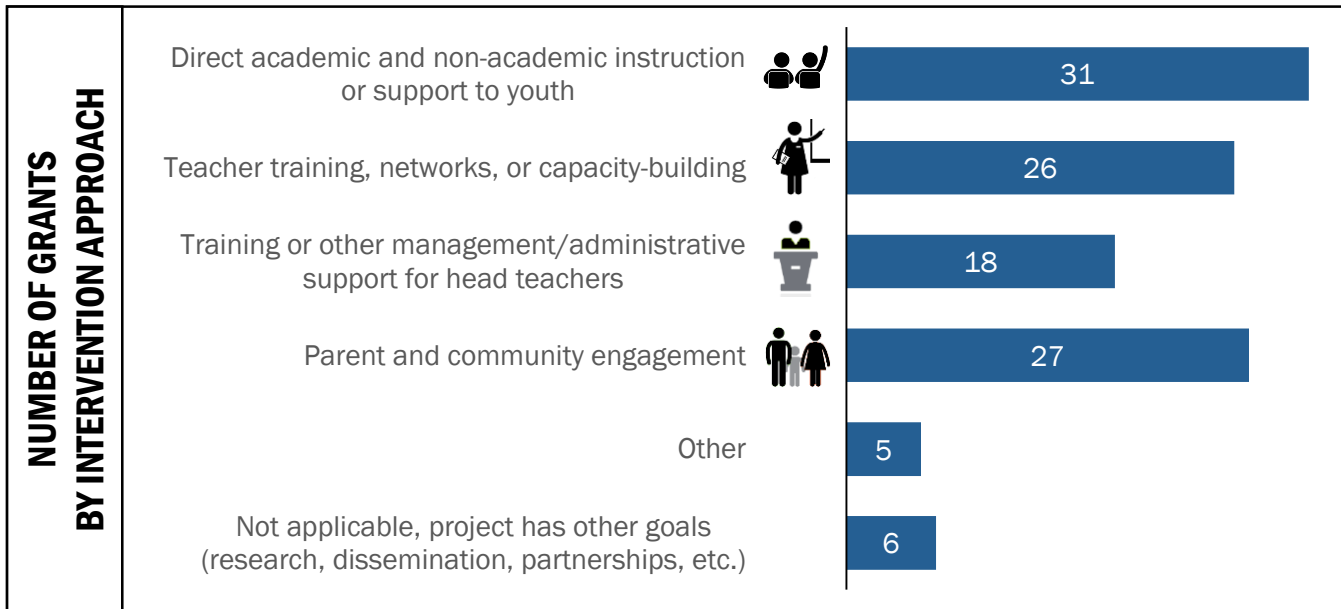 NUMBER OF GRANTS
BY INTERVENTION APPROACH
Direct academic and non-academic instruction
or support to youth
31
Teacher training, networks, or capacity-building
26
Training or other management/administrative
support for head teachers
18
Parent and community engagement
27
Other
5
Not applicable, project has other goals
(research, dissemination, partnerships, etc.)
6